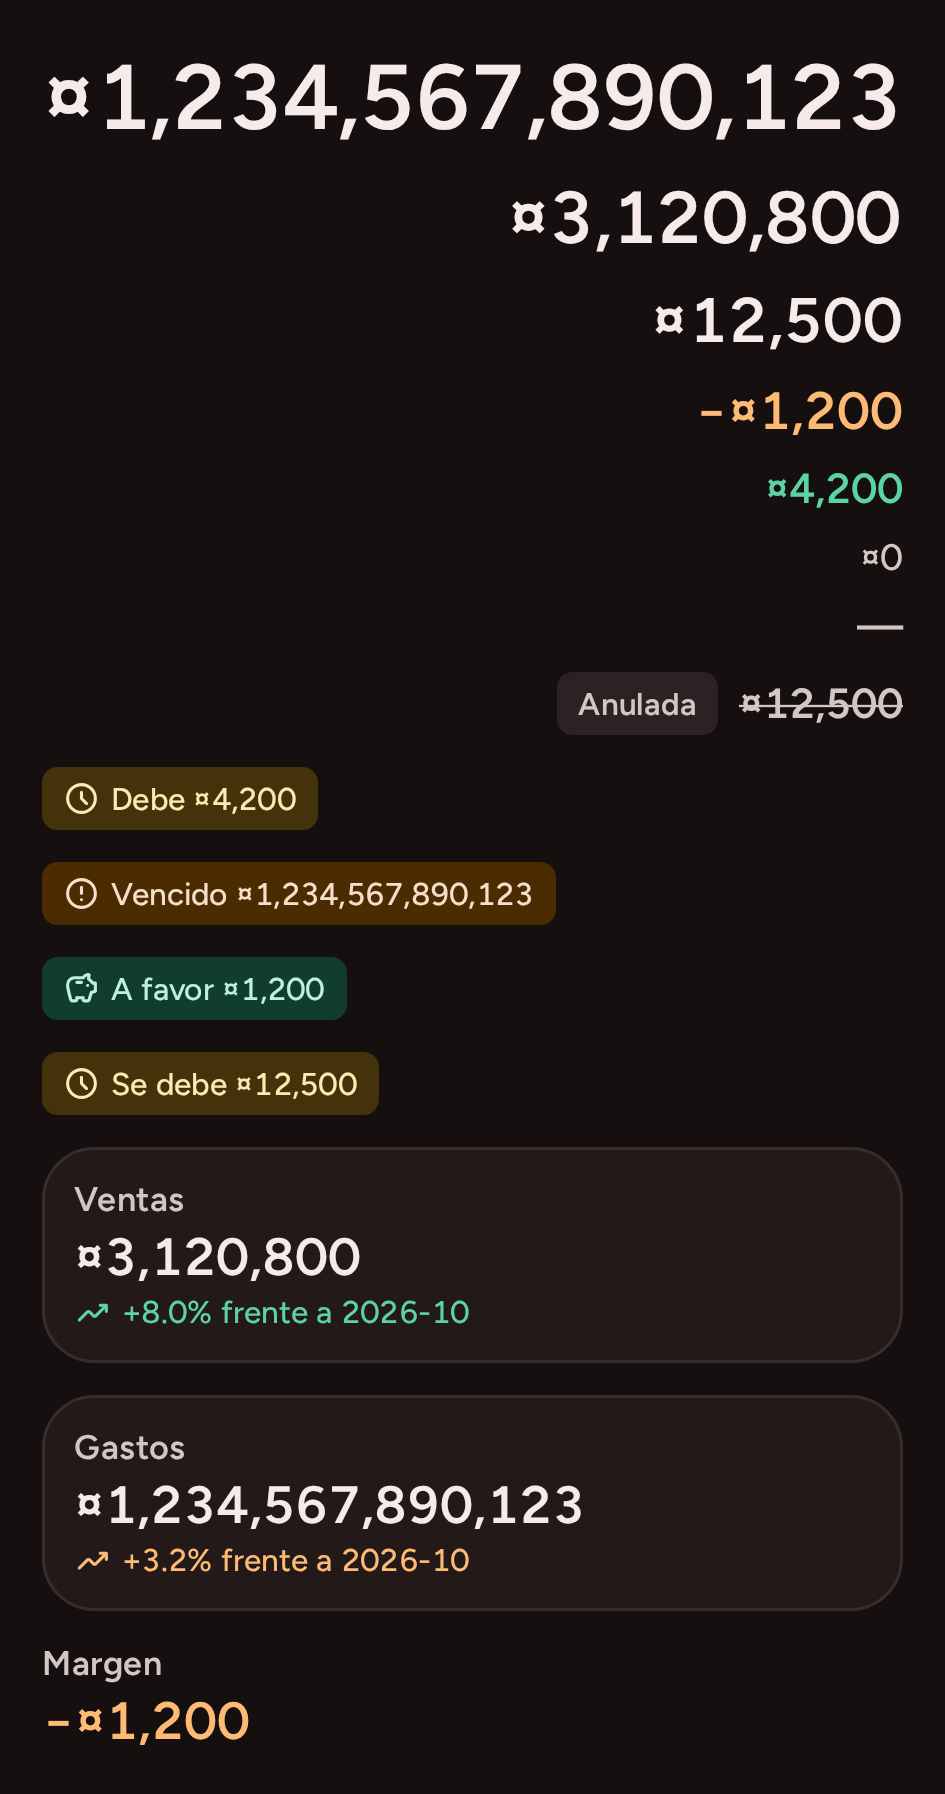 ¤1,234,567,890,123
¤3,120,800
¤12,500
-¤1,200
¤4,200
¤0
—
Anulada ¤12,500
Debe ¤4,200
Vencido ¤1,234,567,890,123
A favor ¤1,200
Se debe ¤12,500
Ventas
¤3,120,800
+8.0% frente a 2026-10
Gastos
¤1,234,567,890,123
+3.2% frente a 2026-10
Margen
-¤1,200